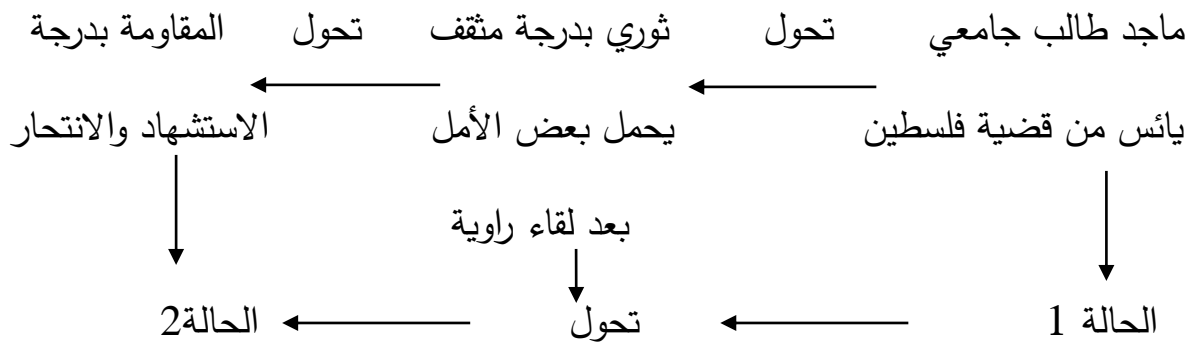 ماجد طالب جامعي تحول ثوري بدرجة مثقف تحول المقاومة بدرجة
يائس من قضية فلسطين يحمل بعض الأمل الاستشهاد والانتحار
بعد لقاء راوية
الحالة 1 تحول الحالة2